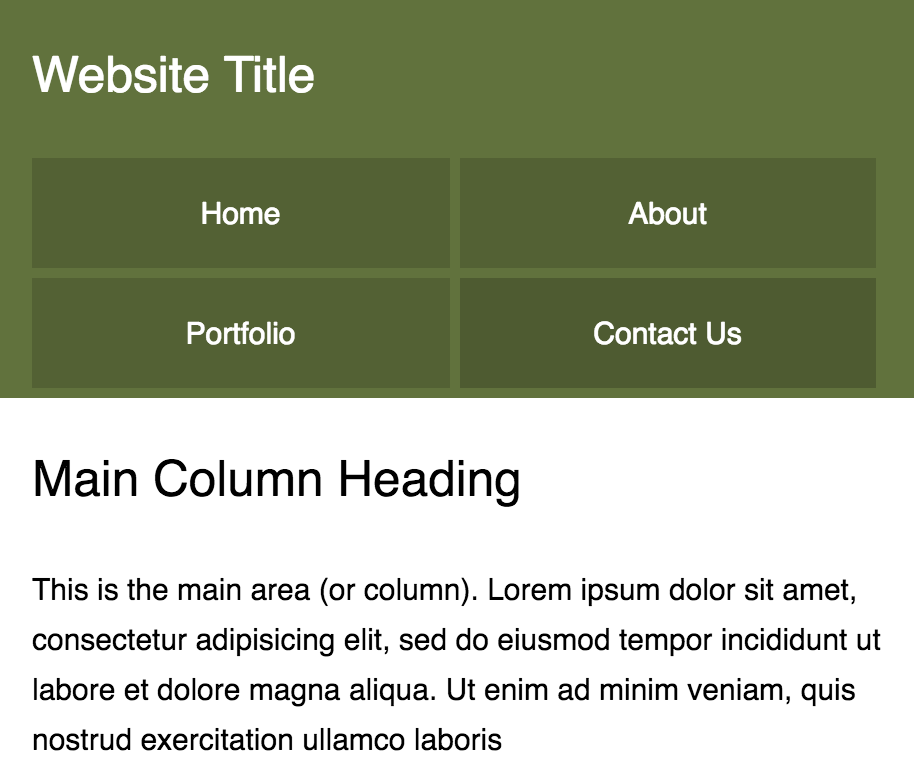 Website Title
Home About
Portfolio Contact Us
Main Column Heading
This is the main area (or column). Lorem ipsum dolor sit amet,
consectetur adipisicing elit, sed do eiusmod tempor incididunt ut
labore et dolore magna aliqua. Ut enim ad minim veniam, quis
nostrud exercitation ullamco laboris